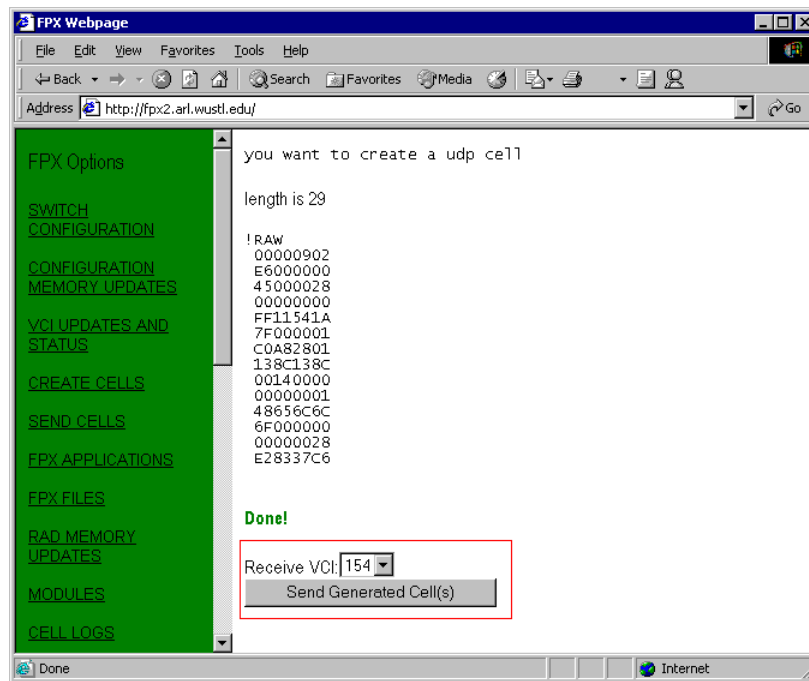 FPX Webpage
File Edit View Favorites Tools Help
Back Search Favorites Media
Address http://fpx2.arl.wustl.edu/ Go
FPX Options
SWITCH
CONFIGURATION
CONFIGURATION
MEMORY UPDATES
VCI UPDATES AND
STATUS
CREATE CELLS
SEND CELLS
FPX APPLICATIONS
FPX FILES
RAD MEMORY
UPDATES
MODULES
CELL LOGS
you want to create a udp cell
length is 29
!RAW
00000902
E6000000
45000028
00000000
FF11541A
7F000001
C0A82801
138C138C
00140000
00000001
48656C6C
6F000000
00000028
E28337C6
Done!
Receive VCI: 154
Send Generated Cell(s)
Done Internet